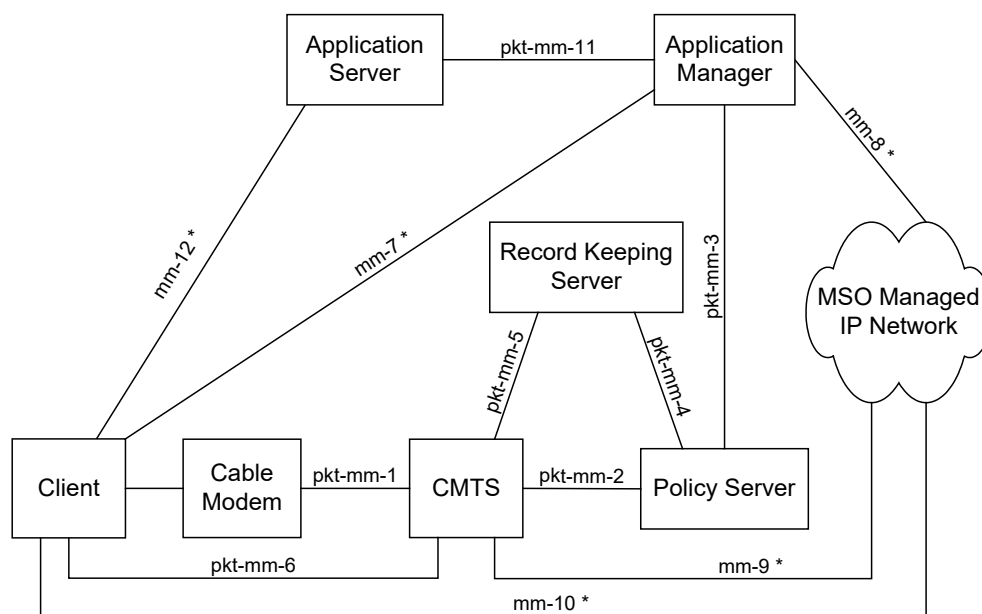 Application
Server
pkt-mm-11
Application
Manager
mm-8 *
mm-12 *
mm-7 *
Record Keeping
Server
pkt-mm-3
MSO Managed
IP Network
pkt-mm-5
pkt-mm-4
Client
Cable
Modem
pkt-mm-1
CMTS
pkt-mm-2
Policy Server
pkt-mm-6
mm-9 *
mm-10 *